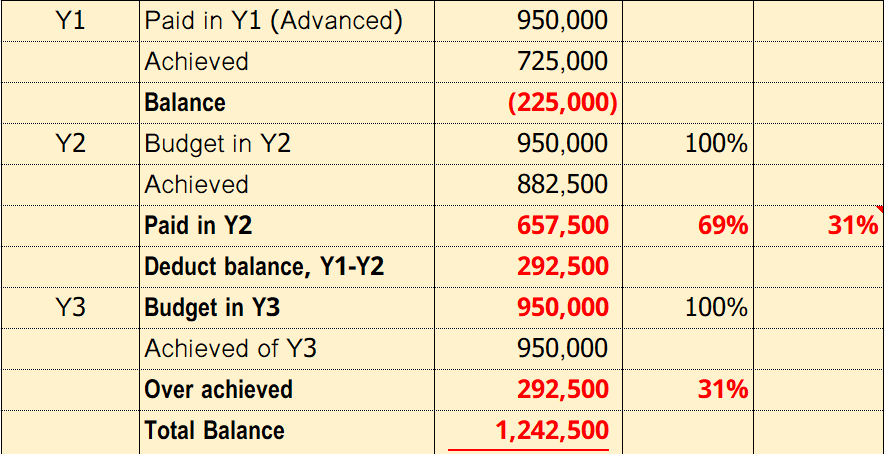 Y1 Paid in Y1 (Advanced) 950,000
Achieved 725,000
Balance (225,000)
Y2 Budget in Y2 950,000 100%
Achieved 882,500
Paid in Y2 657,500 69% 31%
Deduct balance, Y1-Y2 292,500
Y3 Budget in Y3 950,000 100%
Achieved of Y3 950,000
Over achieved 292,500 31%
Total Balance 1,242,500